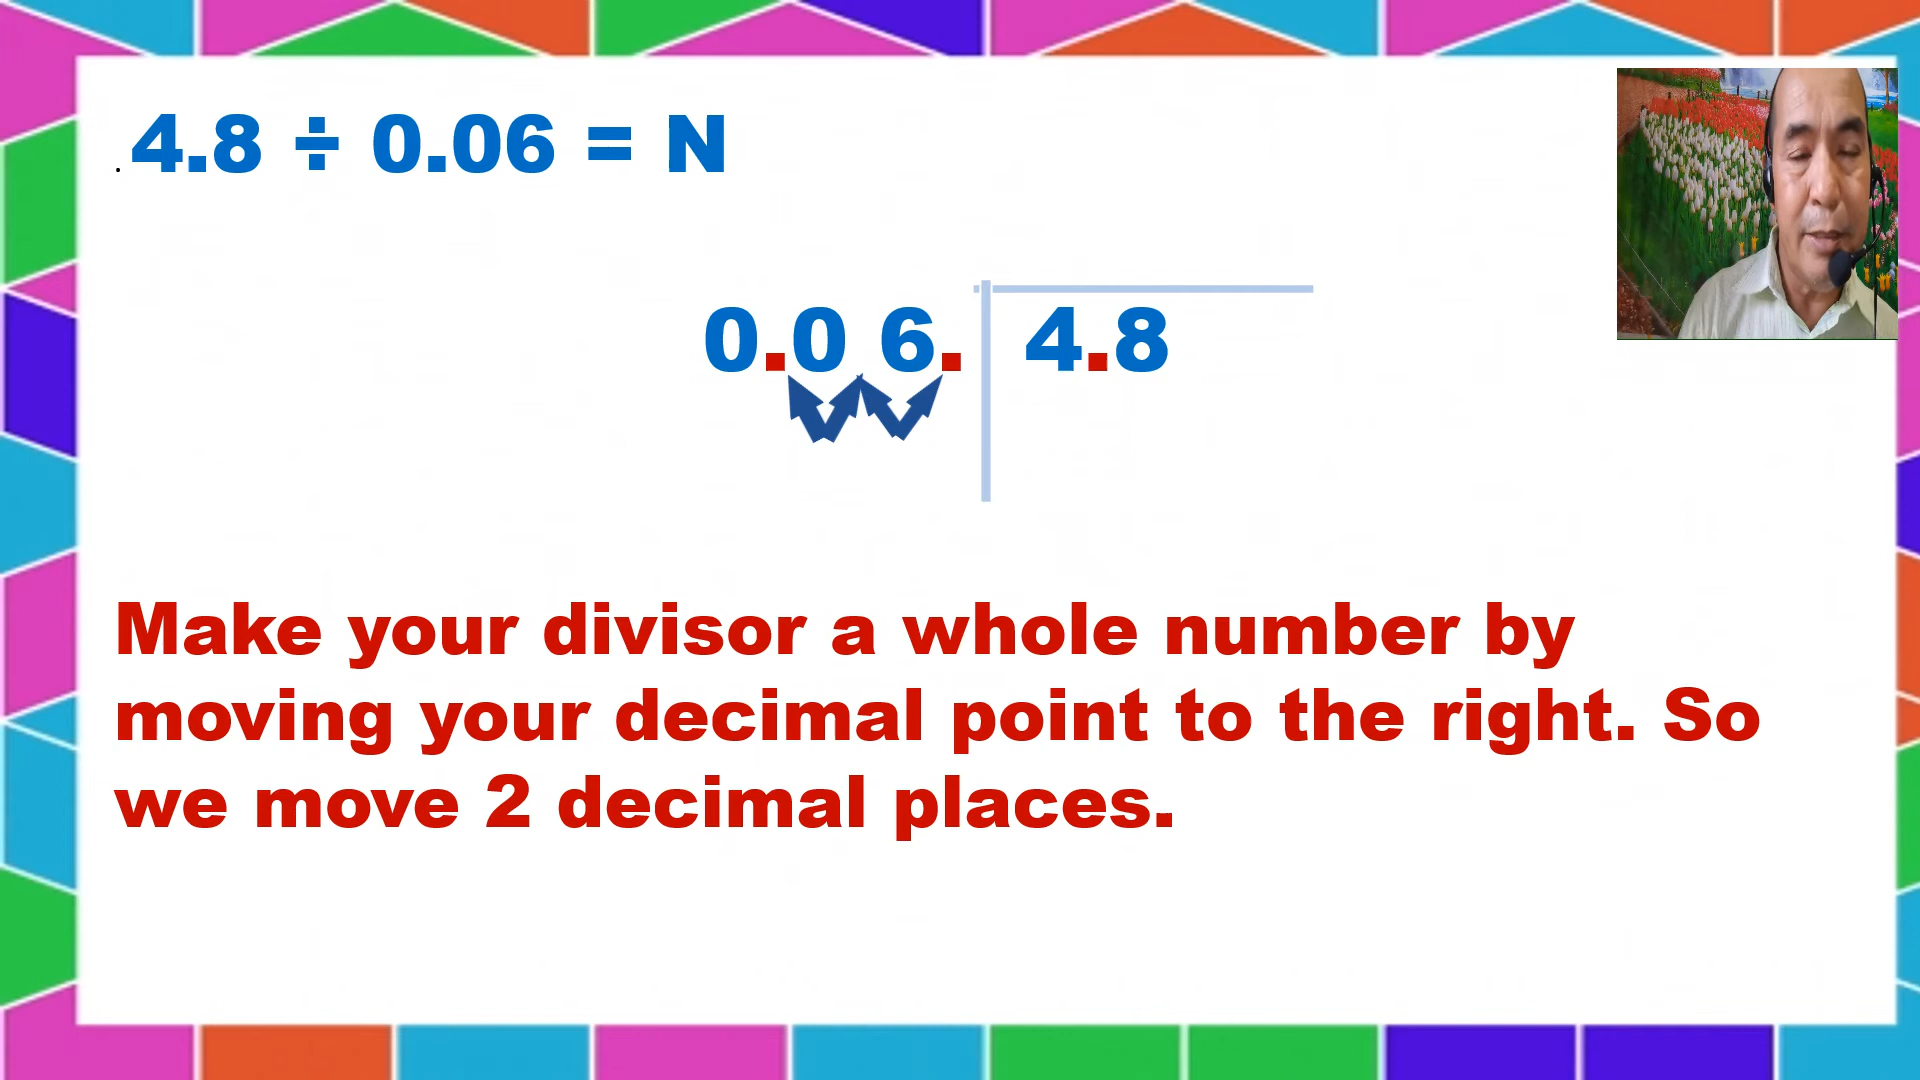 .4.8 ÷ 0.06 = N
0.0 6. 4.8
Make your divisor a whole number by
moving your decimal point to the right. So
we move 2 decimal places.